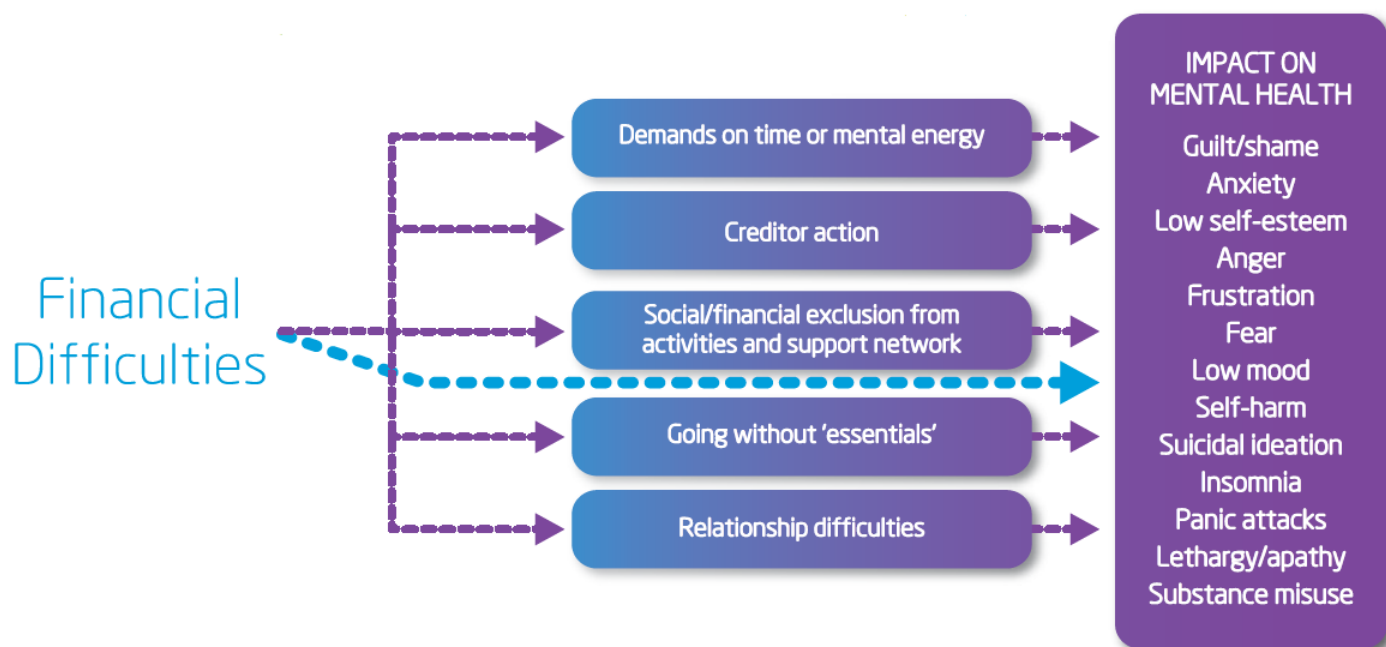 Financial
Difficulties
Demands on time or mental energy
Creditor action
Social/financial exclusion from
activities and support network
Going without ‘essentials’
Relationship difficulties
IMPACT ON
MENTAL HEALTH
Guilt/shame
Anxiety
Low self-esteem
Anger
Frustration
Fear
Low mood
Self-harm
Suicidal ideation
Insomnia
Panic attacks
Lethargy/apathy
Substance misuse